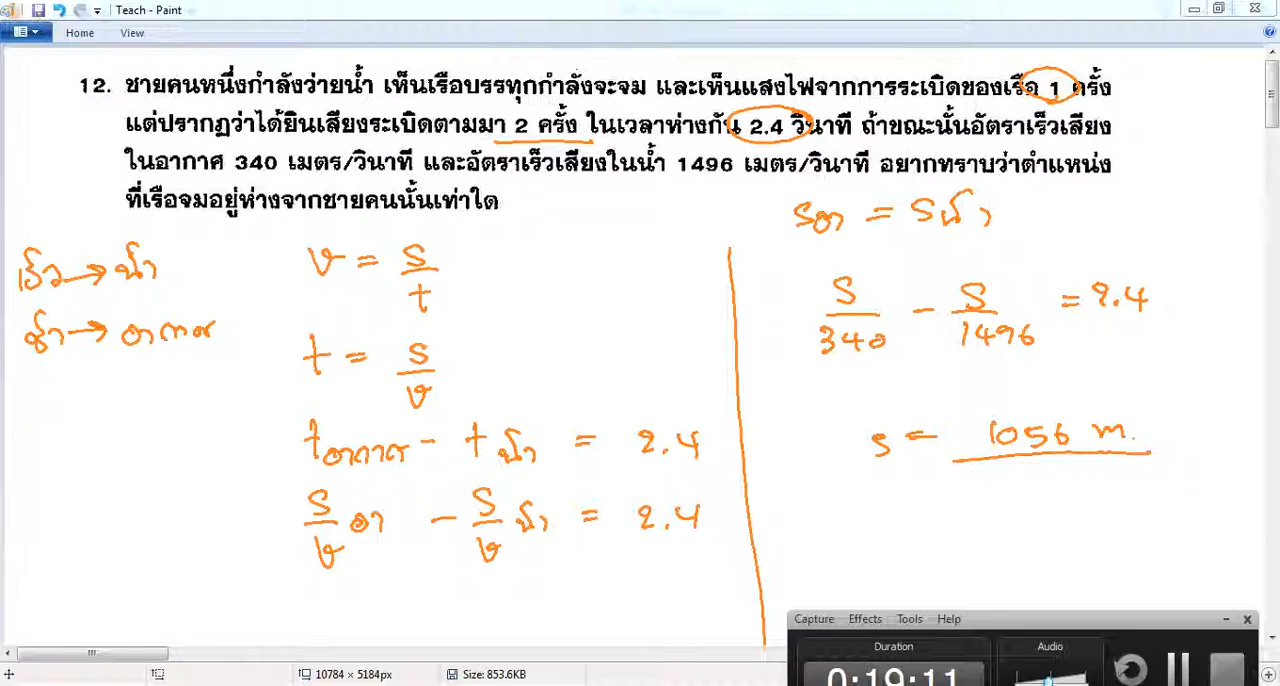 Teach - Paint
Home View
12. ชายคนหนึ่งกำลังว่ายน้ำ เห็นเรือบรรทุกกำลังจะจม และเห็นแสงไฟจากการระเบิดของเรือ 1 ครั้ง
แต่ปรากฏว่าได้ยินเสียงระเบิดตามมา 2 ครั้ง ในเวลาห่างกัน 2.4 วินาที ถ้าขณะนั้นอัตราเร็วเสียง
ในอากาศ 340 เมตร/วินาที และอัตราเร็วเสียงในน้ำ 1496 เมตร/วินาที อยากทราบว่าตำแหน่ง
ที่เรือจมอยู่ห่างจากชายคนนั้นเท่าใด
เร็ว → น้ำ
ช้า → อากาศ
v = s/t
t = s/v
tอากาศ - tน้ำ = 2.4
s/v อา - s/v น้ำ = 2.4
sอา = sน้ำ
s/340 - s/1496 = 2.4
s = 1056 m.
Capture Effects Tools Help
Duration Audio
0:19:11
10784 × 5184px Size: 853.6KB